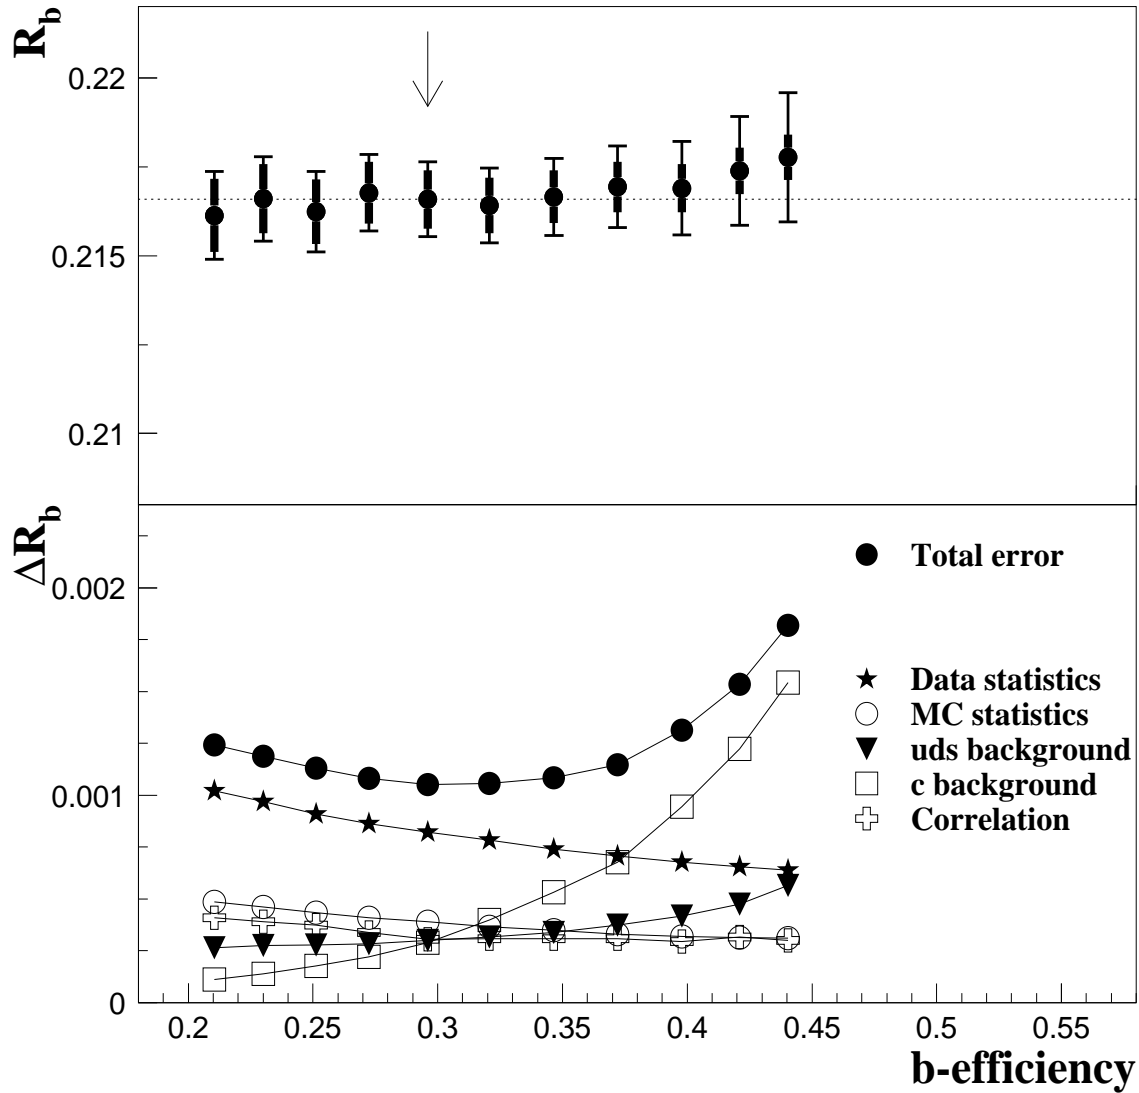 R_b
0.22
0.215
0.21
ΔR_b
0.002
0.001
0
Total error
Data statistics
MC statistics
uds background
c background
Correlation
0.2 0.25 0.3 0.35 0.4 0.45 0.5 0.55
b-efficiency